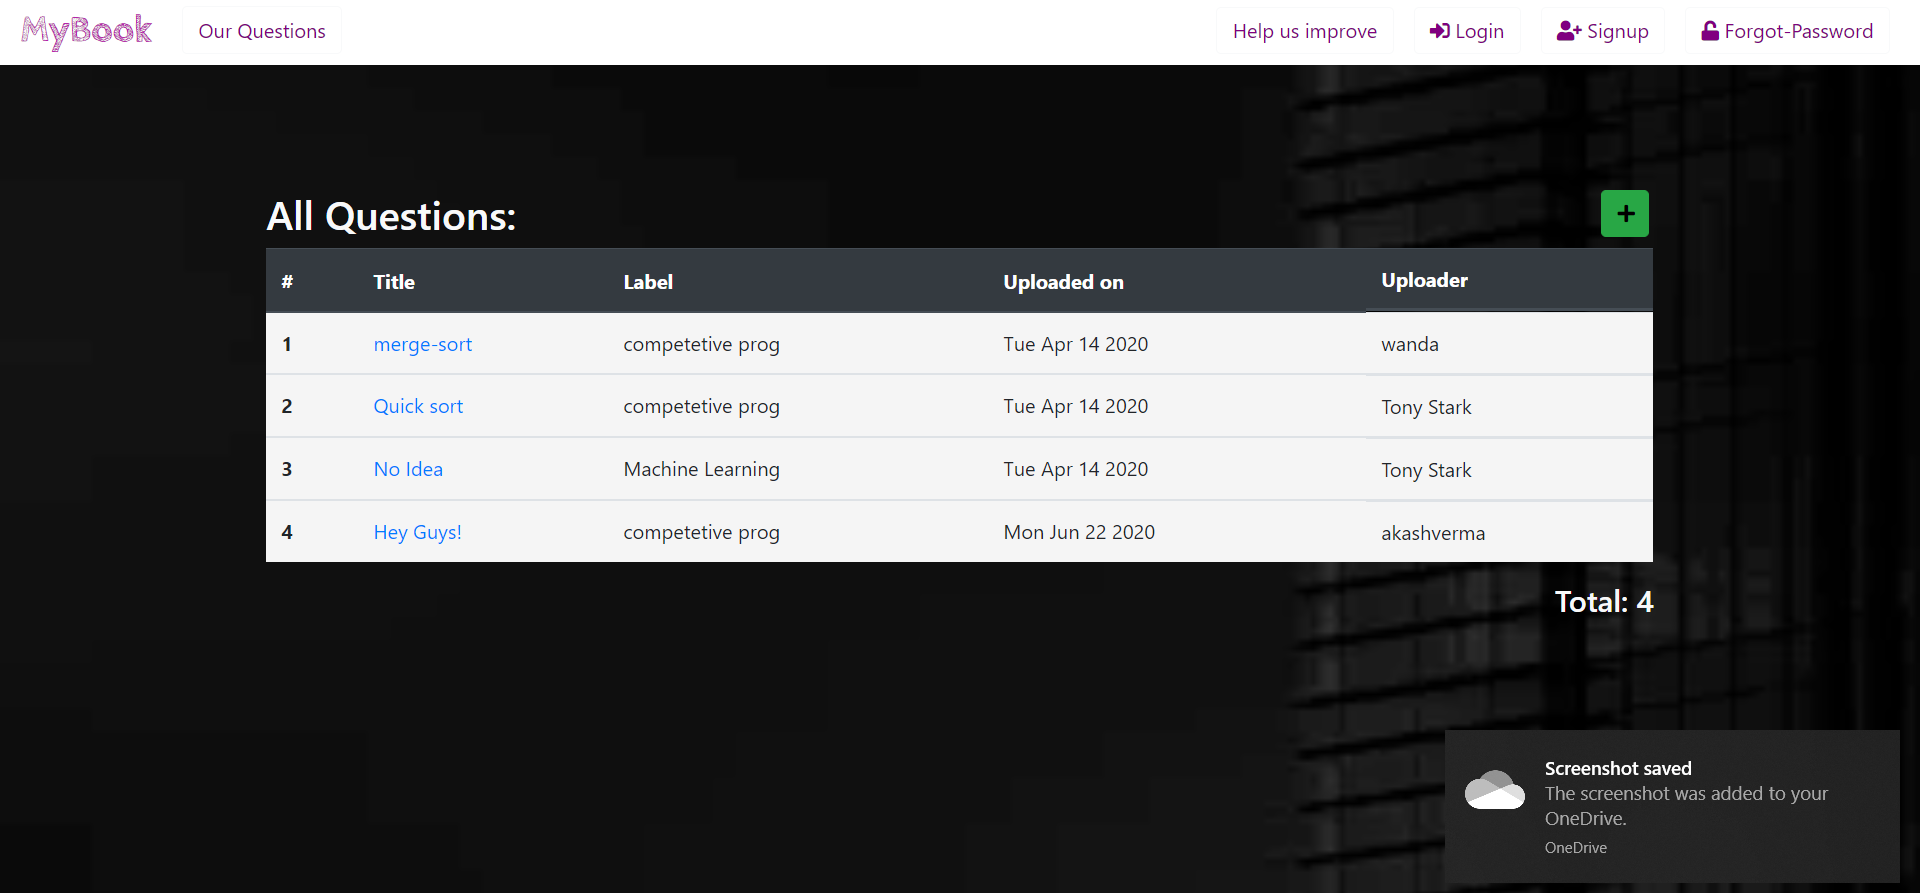 MyBook Our Questions Help us improve Login Signup Forgot-Password
All Questions:
# Title Label Uploaded on Uploader
1 merge-sort competetive prog Tue Apr 14 2020 wanda
2 Quick sort competetive prog Tue Apr 14 2020 Tony Stark
3 No Idea Machine Learning Tue Apr 14 2020 Tony Stark
4 Hey Guys! competetive prog Mon Jun 22 2020 akashverma
Total: 4
Screenshot saved
The screenshot was added to your
OneDrive.
OneDrive